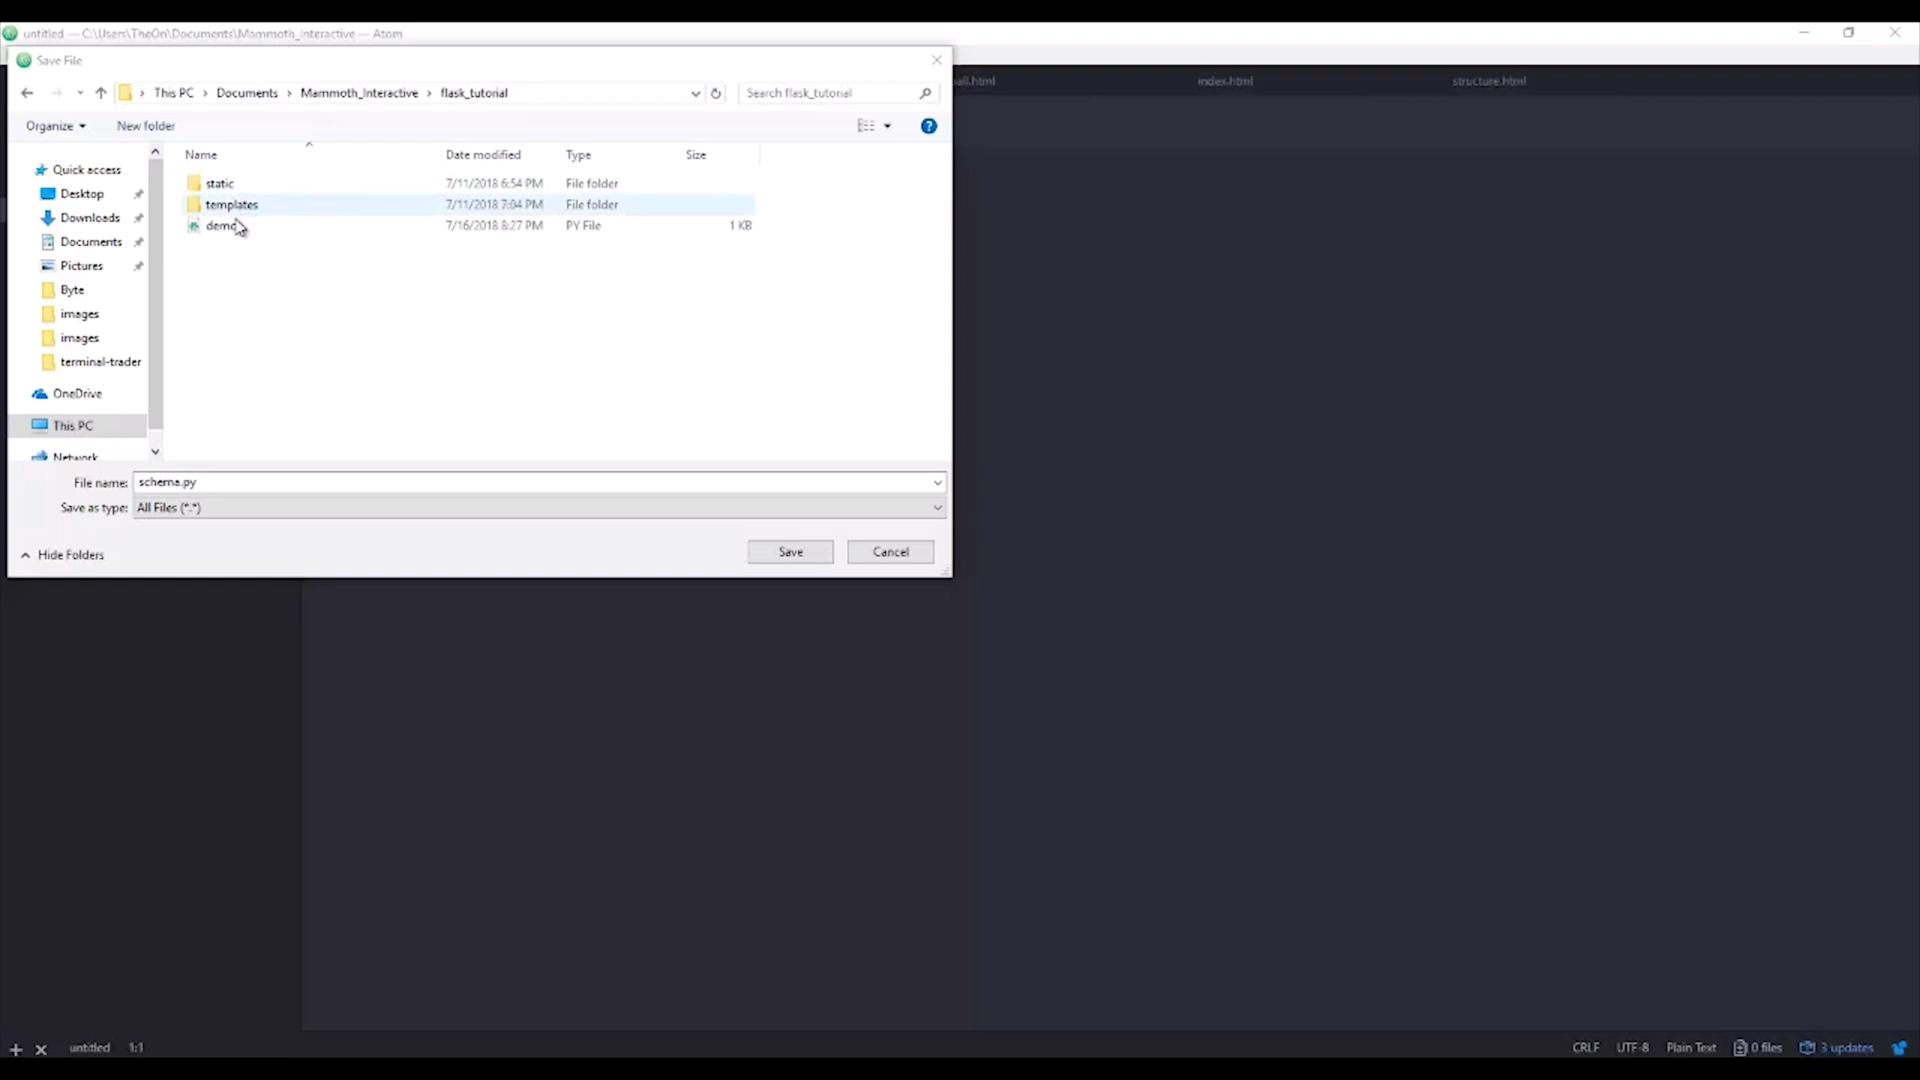 untitled — C:\Users\TheOn\Documents\Mammoth_Interactive — Atom
Save File
This PC > Documents > Mammoth_Interactive > flask_tutorial
Search flask_tutorial
index.html
structure.html
Organize
New folder
?
Name Date modified Type Size
static 7/11/2018 6:54 PM File folder
templates 7/11/2018 7:04 PM File folder
demo 7/16/2018 8:27 PM PY File 1 KB
Quick access
Desktop
Downloads
Documents
Pictures
Byte
images
images
terminal-trader
OneDrive
This PC
Network
File name: schema.py
Save as type: All Files (*.*)
Hide Folders
Save
Cancel
untitled 1:1
CRLF UTF-8 Plain Text 0 files 3 updates